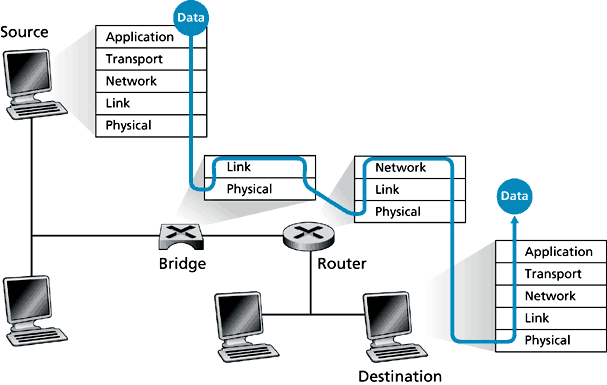 Data
Source
Application
Transport
Network
Link
Physical
Link
Physical
Network
Link
Physical
Data
Bridge
Router
Application
Transport
Network
Link
Physical
Destination